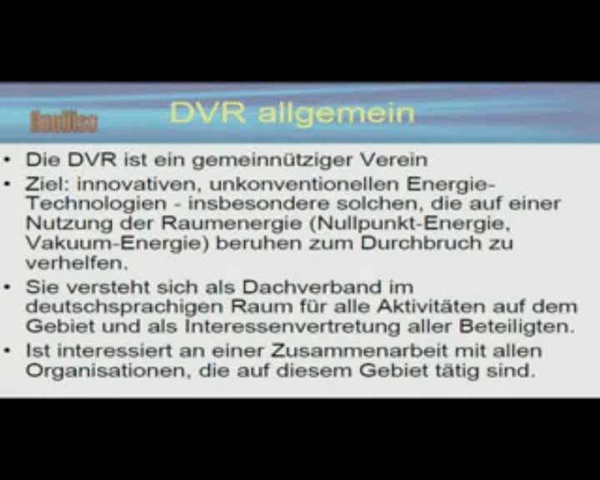 DVR allgemein
• Die DVR ist ein gemeinnütziger Verein
• Ziel: innovativen, unkonventionellen Energie-
Technologien - insbesondere solchen, die auf einer
Nutzung der Raumenergie (Nullpunkt-Energie,
Vakuum-Energie) beruhen zum Durchbruch zu
verhelfen.
• Sie versteht sich als Dachverband im
deutschsprachigen Raum für alle Aktivitäten auf dem
Gebiet und als Interessenvertretung aller Beteiligten.
• Ist interessiert an einer Zusammenarbeit mit allen
Organisationen, die auf diesem Gebiet tätig sind.